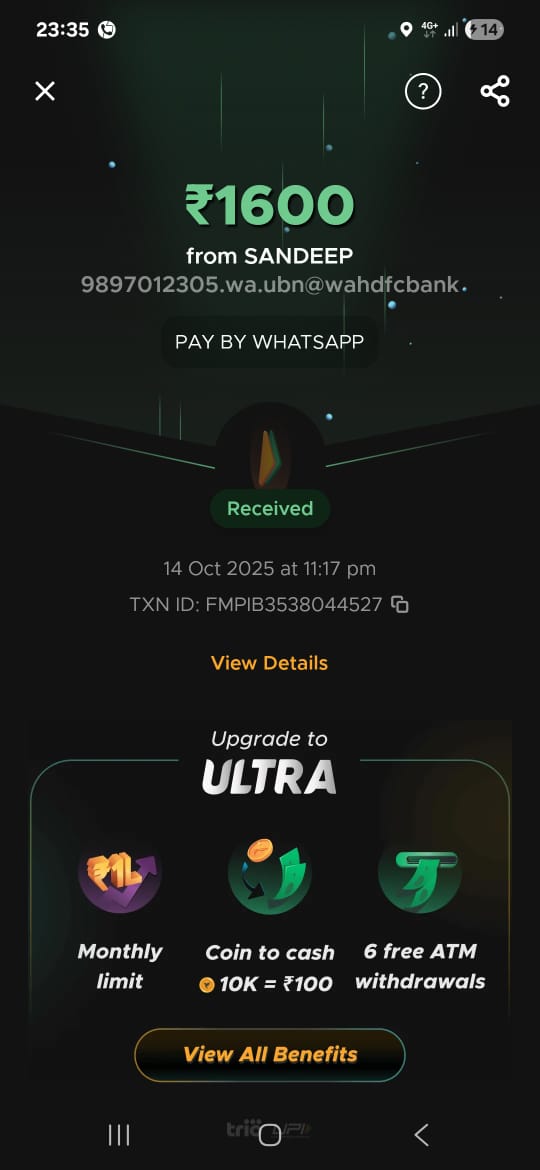 23:35
4G+
14
?
₹1600
from SANDEEP
9897012305.wa.ubn@wahdfcbank
PAY BY WHATSAPP
Received
14 Oct 2025 at 11:17 pm
TXN ID: FMPIB3538044527
View Details
Upgrade to
ULTRA
₹1L
Monthly
limit
Coin to cash
10K = ₹100
6 free ATM
withdrawals
View All Benefits
trio UPI